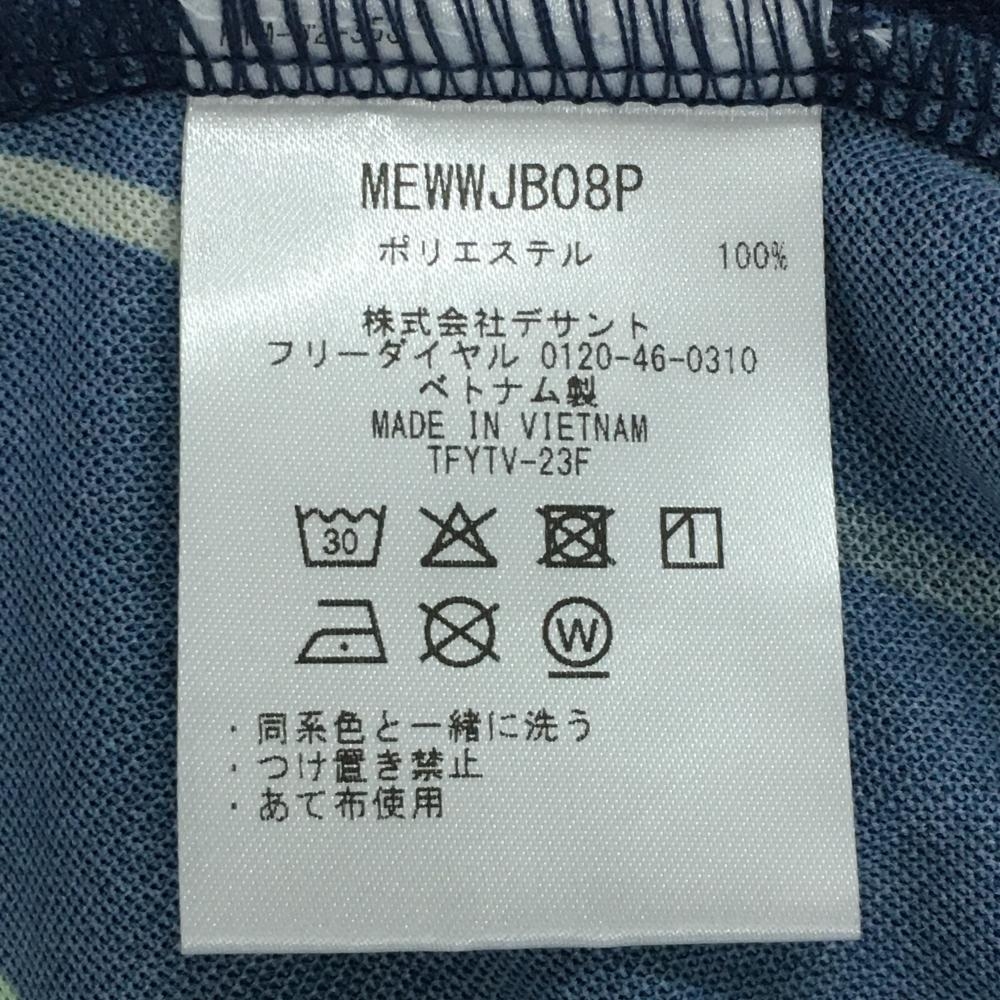 MEWWJB08P
ポリエステル 100%
株式会社デサント
フリーダイヤル 0120-46-0310
ベトナム製
MADE IN VIETNAM
TFYTV-23F
30
W
・同系色と一緒に洗う
・つけ置き禁止
・あて布使用